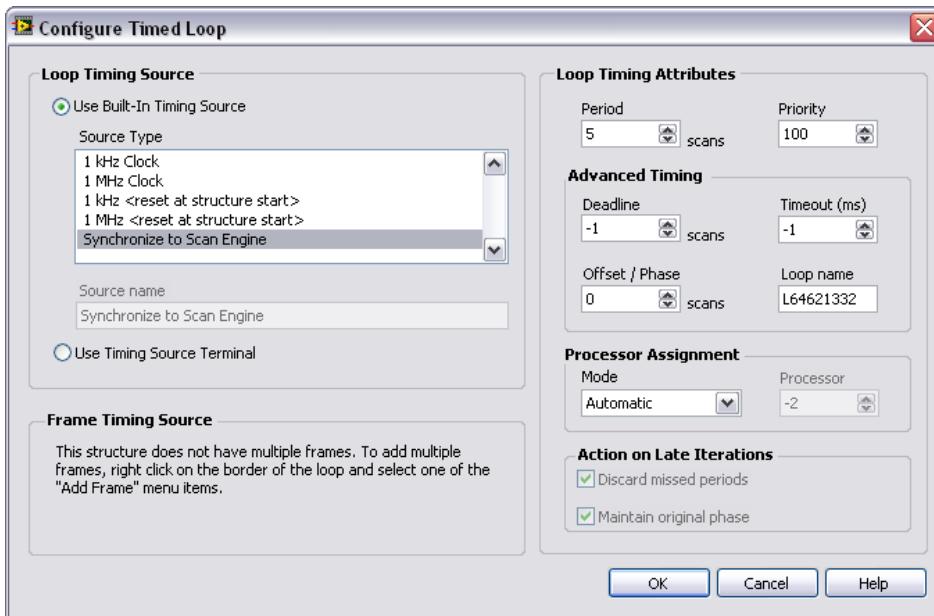 Configure Timed Loop
Loop Timing Source
Use Built-In Timing Source
Source Type
1 kHz Clock
1 MHz Clock
1 kHz <reset at structure start>
1 MHz <reset at structure start>
Synchronize to Scan Engine
Source name
Synchronize to Scan Engine
Use Timing Source Terminal
Frame Timing Source
This structure does not have multiple frames. To add multiple
frames, right click on the border of the loop and select one of the
"Add Frame" menu items.
Loop Timing Attributes
Period Priority
5 scans 100
Advanced Timing
Deadline Timeout (ms)
-1 scans -1
Offset / Phase Loop name
0 scans L64621332
Processor Assignment
Mode Processor
Automatic -2
Action on Late Iterations
Discard missed periods
Maintain original phase
OK Cancel Help